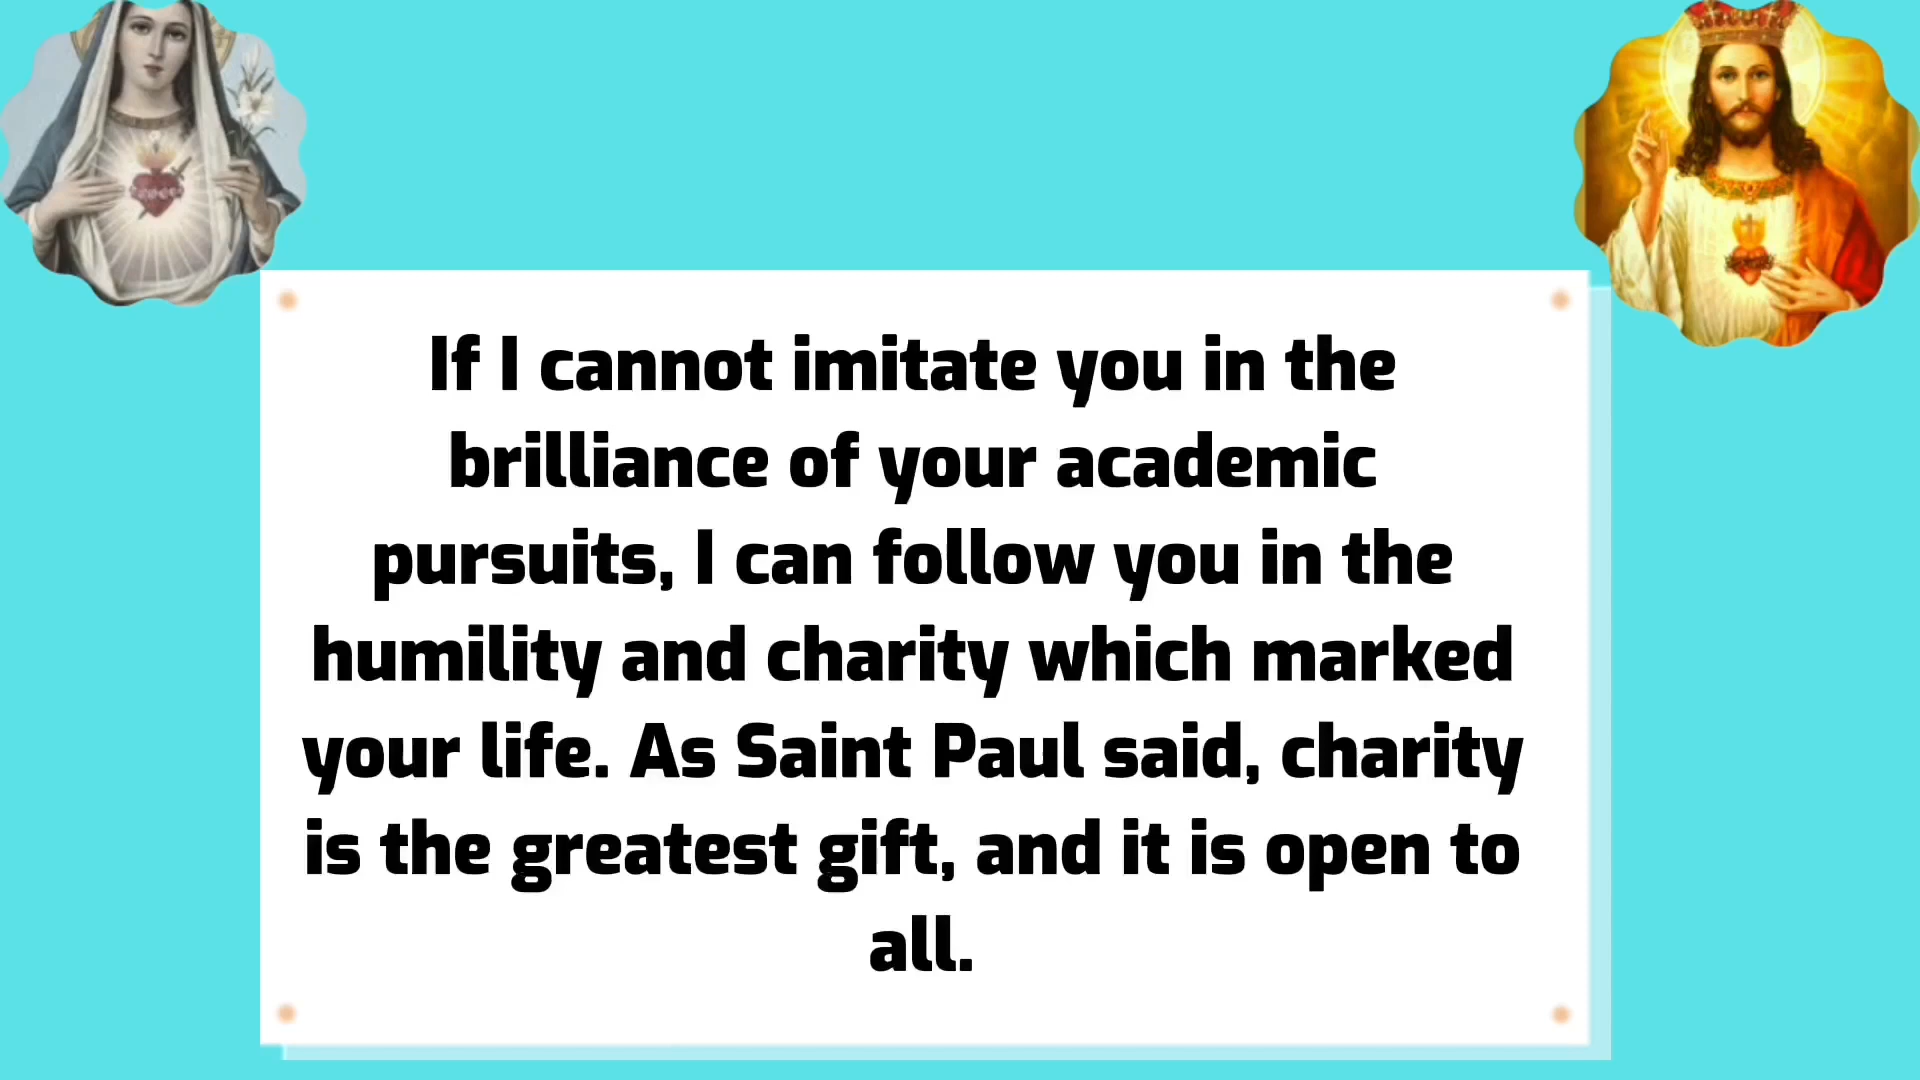 If I cannot imitate you in the
brilliance of your academic
pursuits, I can follow you in the
humility and charity which marked
your life. As Saint Paul said, charity
is the greatest gift, and it is open to
all.